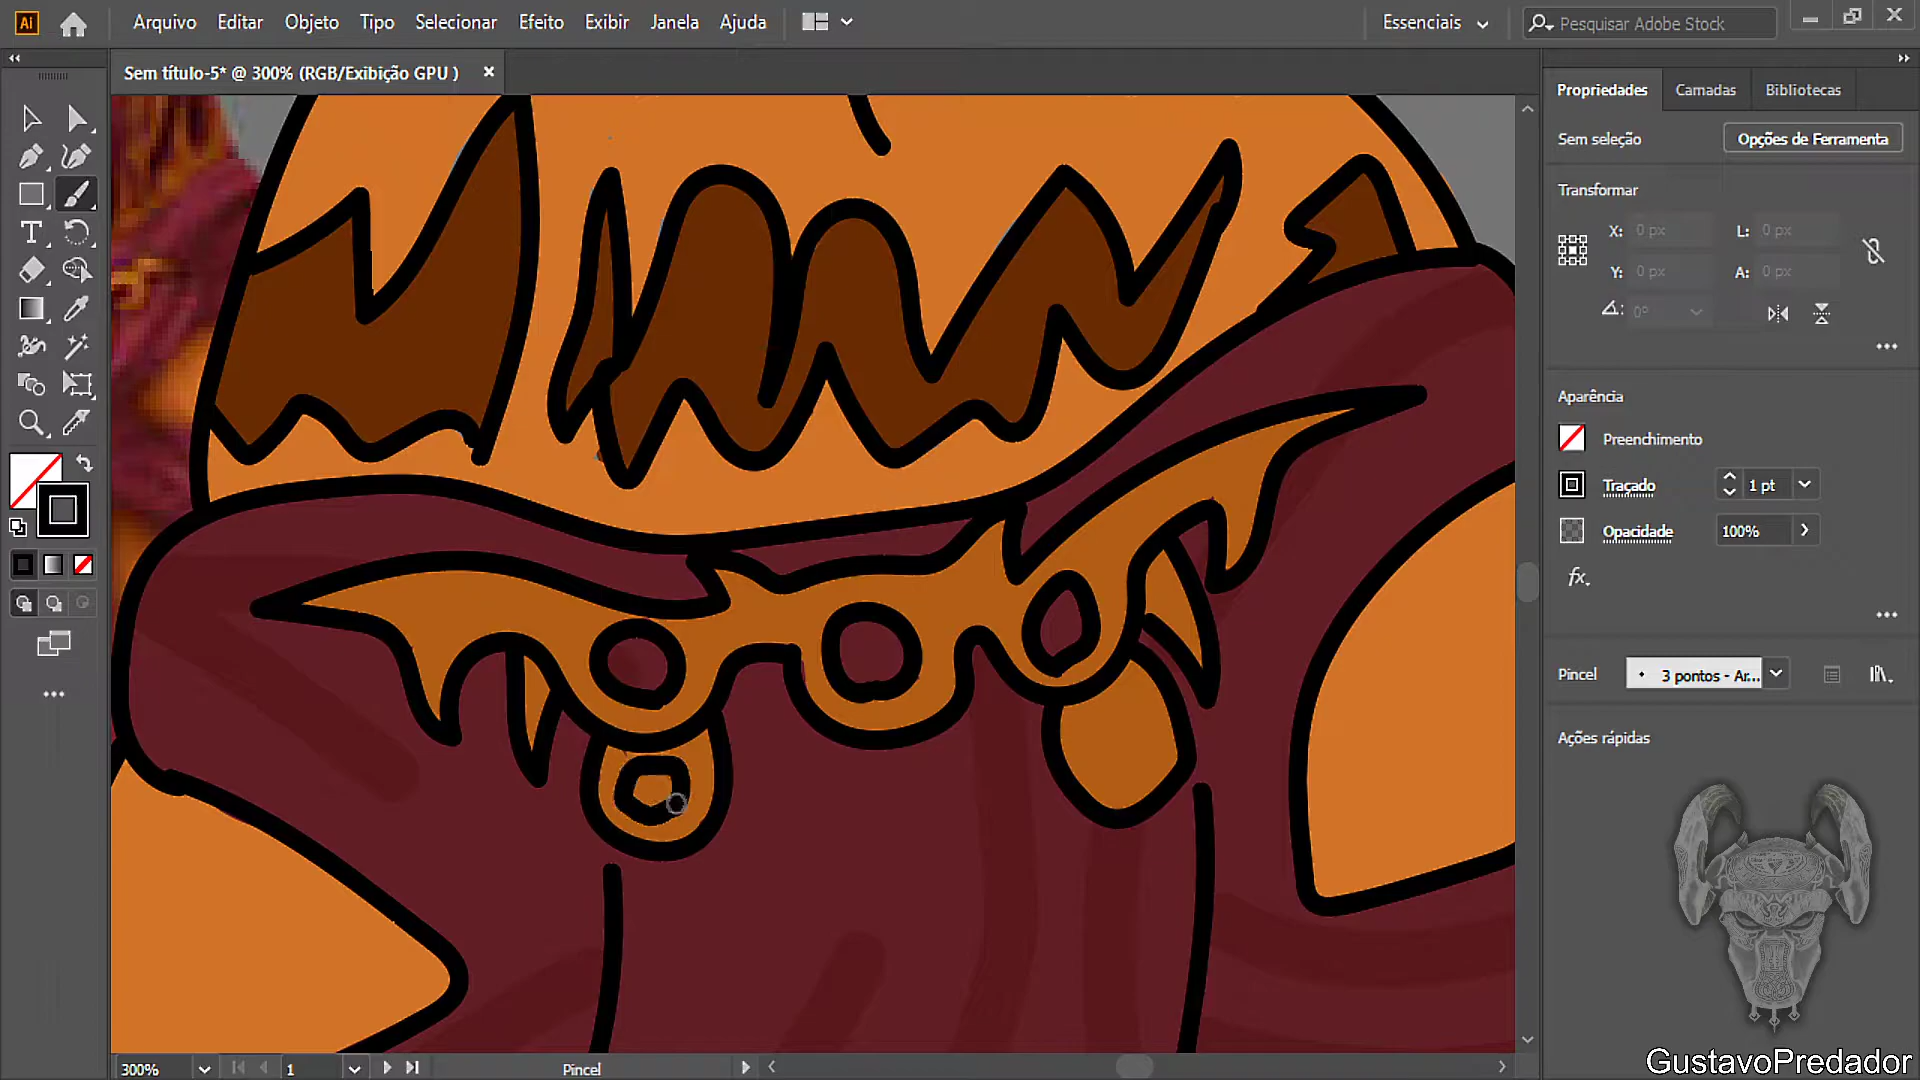 Ai Arquivo Editar Objeto Tipo Selecionar Efeito Exibir Janela Ajuda Essenciais Pesquisar Adobe Stock
Sem título-5* @ 300% (RGB/Exibição GPU ) ×
Propriedades Camadas Bibliotecas
Sem seleção Opções de Ferramenta
Transformar
X: 0 px L: 0 px
Y: 0 px A: 0 px
0°
Aparência
Preenchimento
Traçado 1 pt
Opacidade 100%
fx.
Pincel 3 pontos - Ar...
Ações rápidas
GustavoPredador
300% 1 Pincel